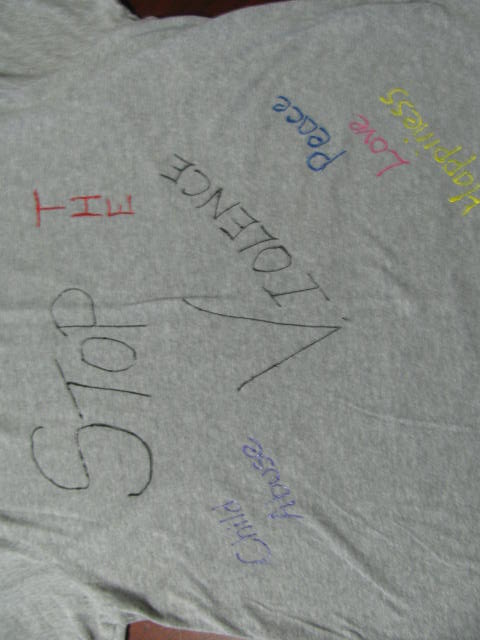 STOP THE
VIOLENCE
Child
Abuse
Peace
Love
Happiness